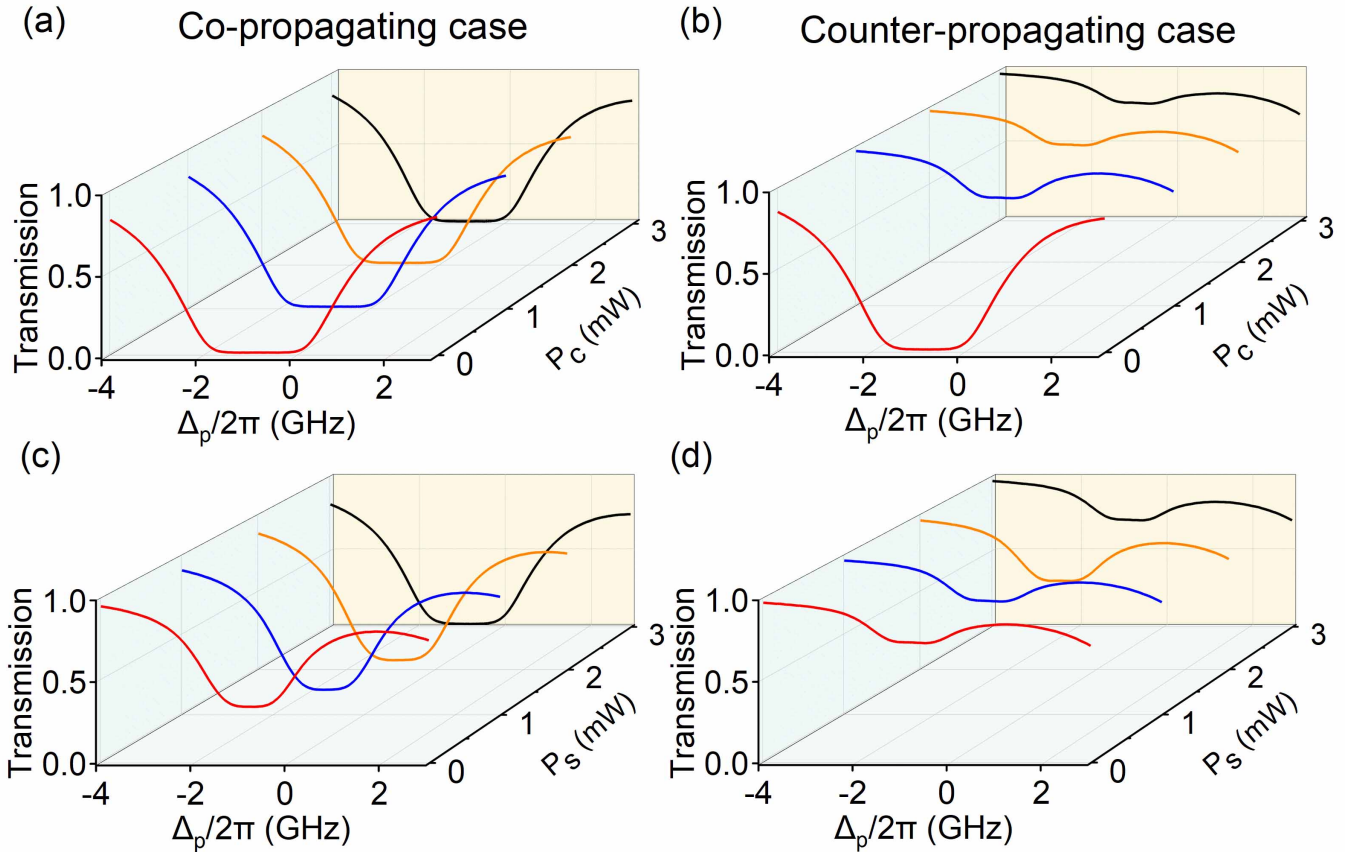 (a) Co-propagating case
(b) Counter-propagating case
Transmission
1.0
0.5
0.0
-4 -2 0 2
Δp/2π (GHz)
0 1 2 3
PC (mW)
Transmission
1.0
0.5
0.0
-4 -2 0 2
Δp/2π (GHz)
0 1 2 3
PC (mW)
(c)
(d)
Transmission
1.0
0.5
0.0
-4 -2 0 2
Δp/2π (GHz)
0 1 2 3
PS (mW)
Transmission
1.0
0.5
0.0
-4 -2 0 2
Δp/2π (GHz)
0 1 2 3
PS (mW)